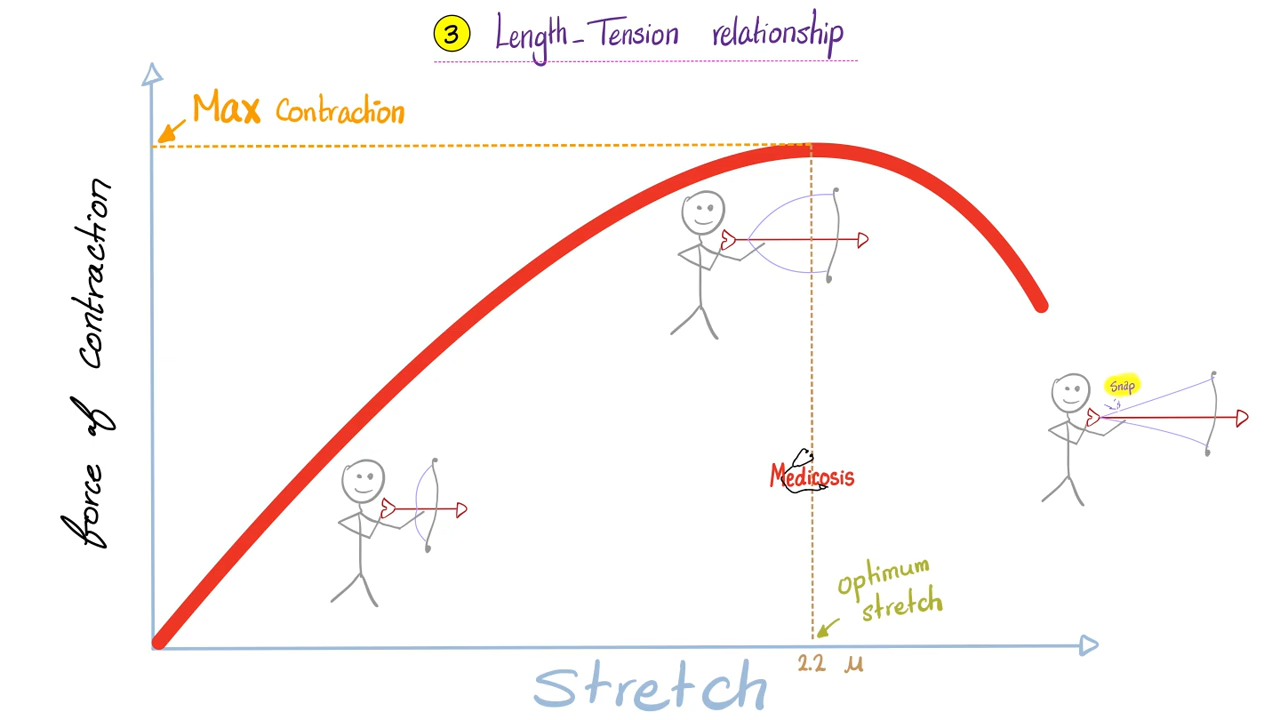 3 Length-Tension relationship
Max Contraction
force of contraction
Snap
Medicosis
optimum
stretch
2.2 μ
Stretch